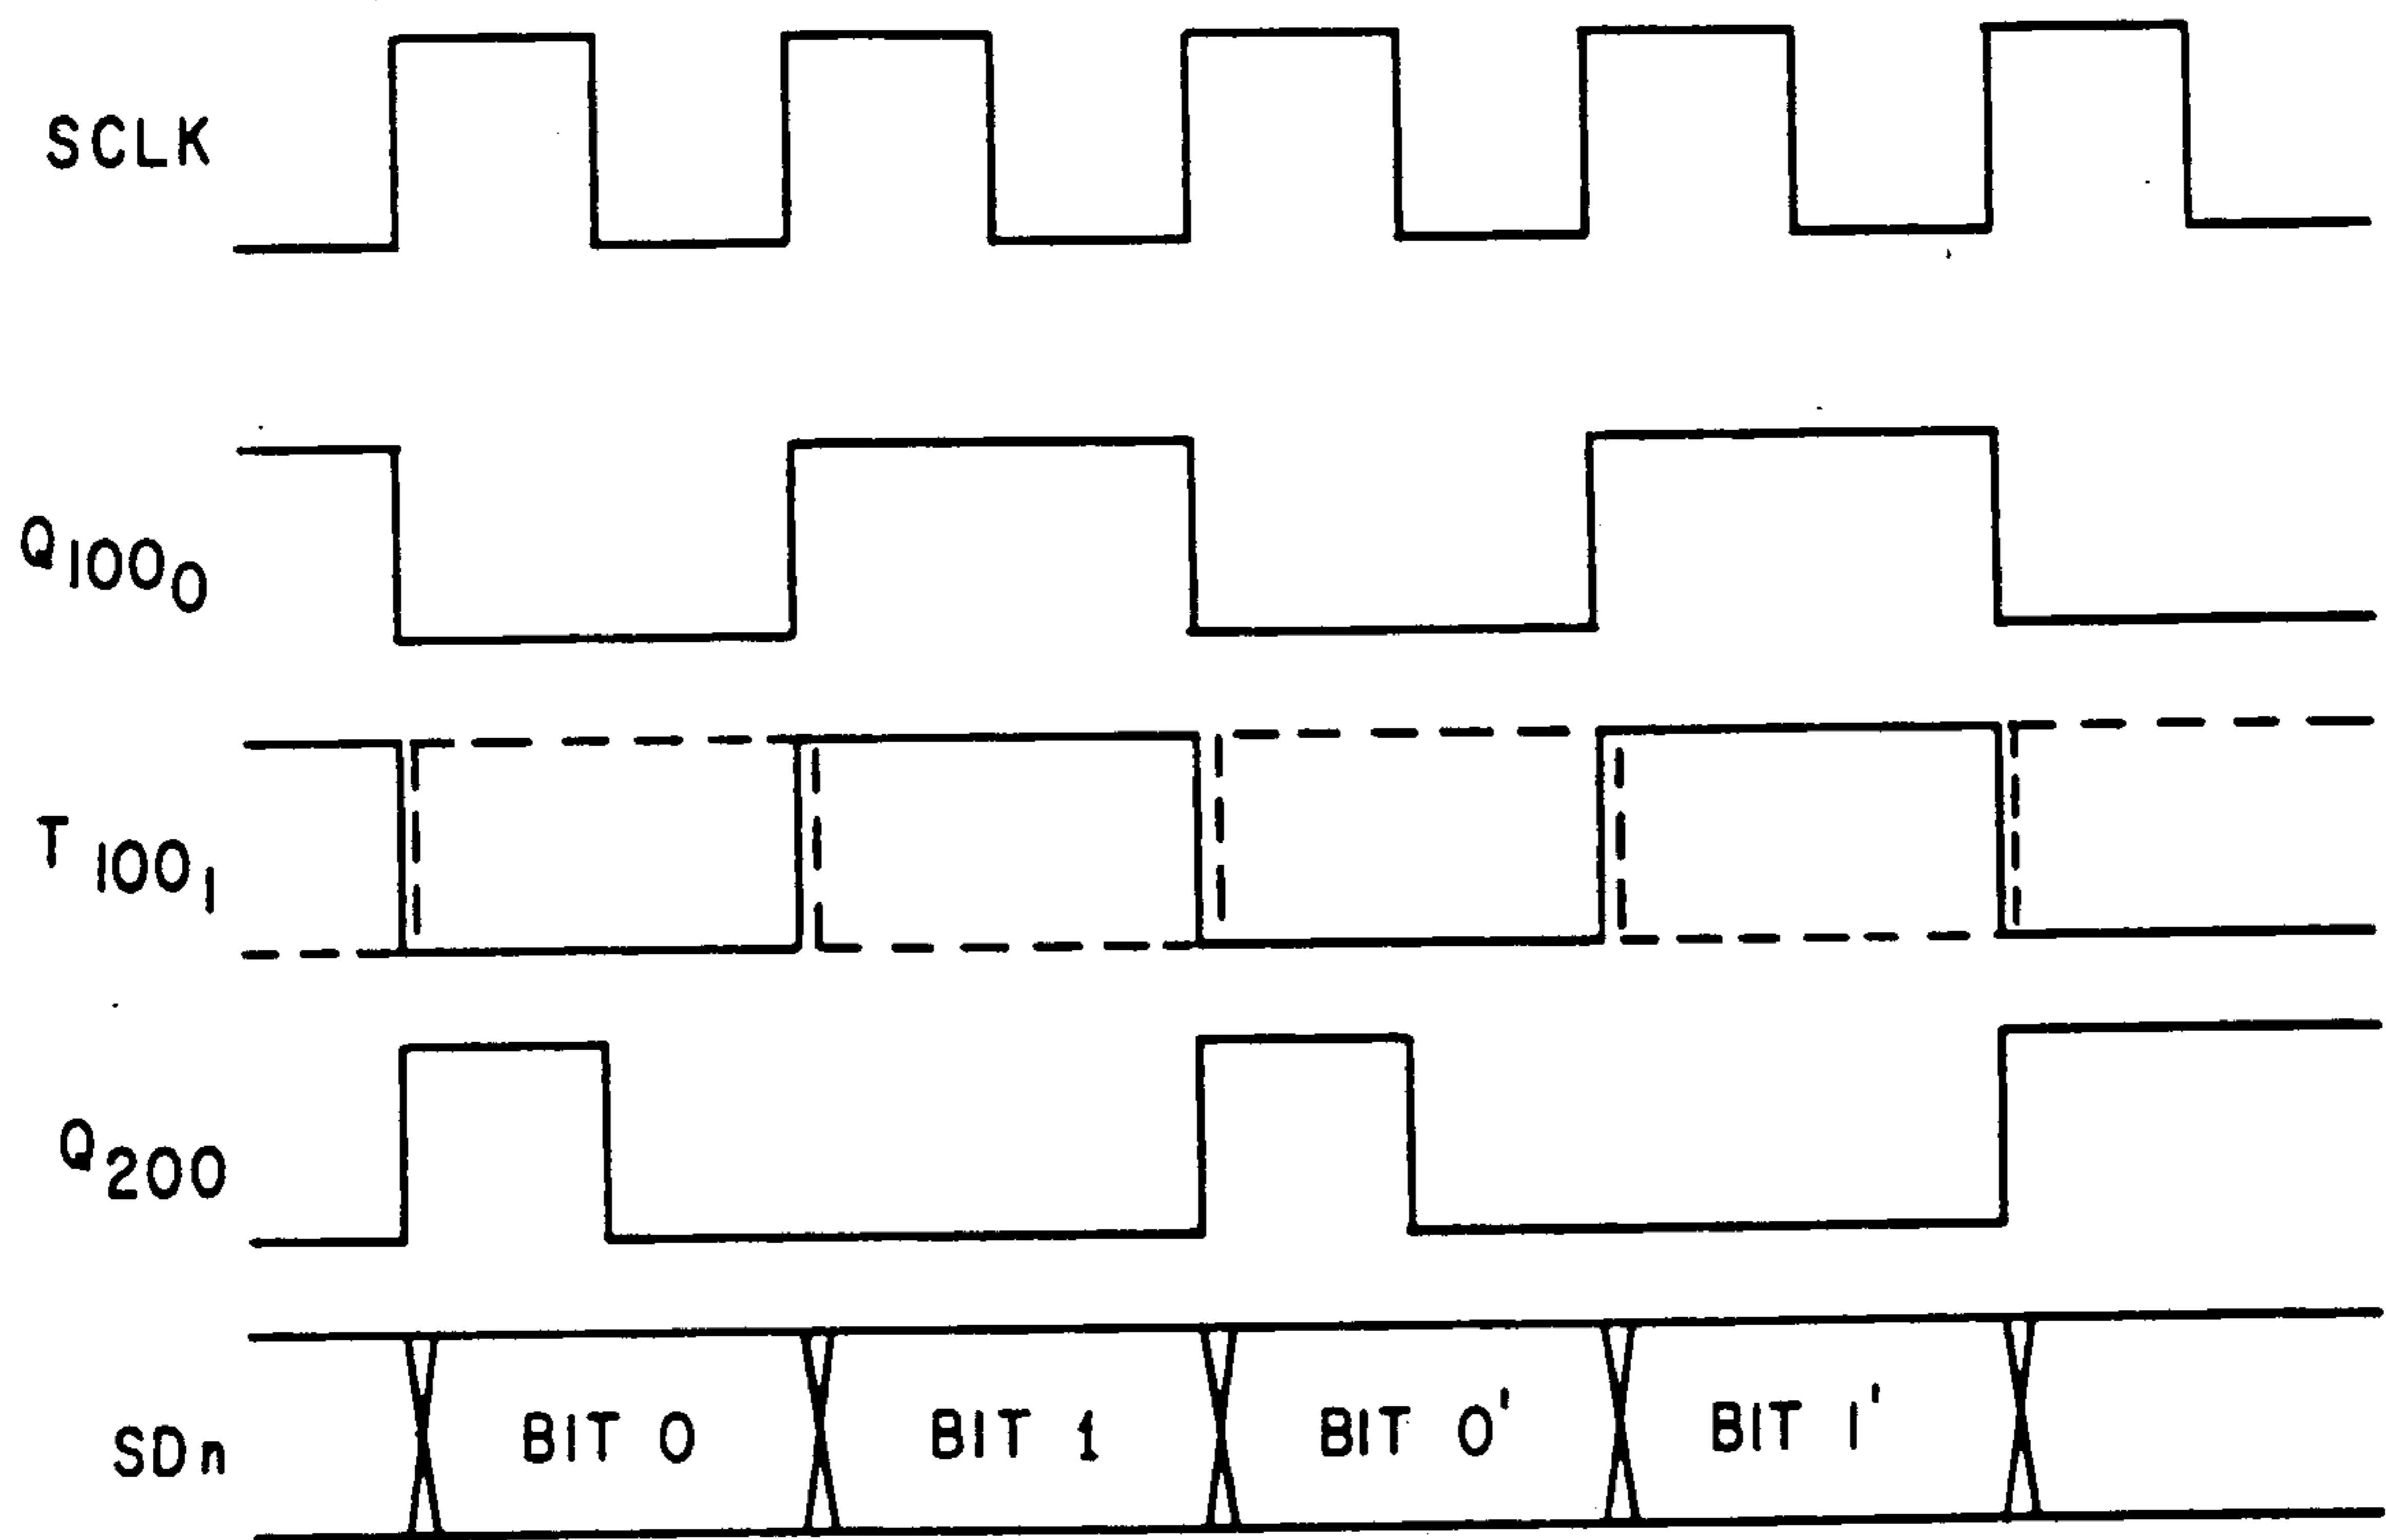 SCLK
Q100₀
T100₁
Q200
SDn BIT 0 BIT 1 BIT 0' BIT 1'